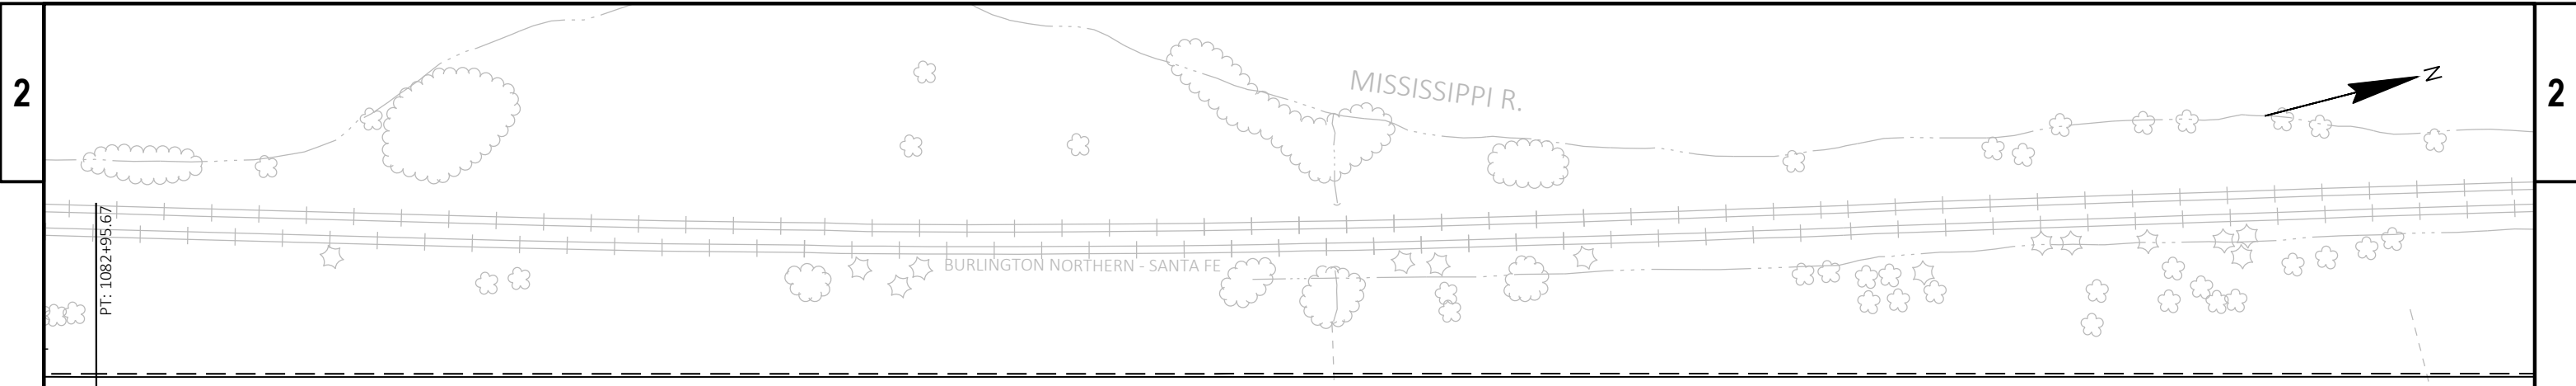 2
MISSISSIPPI R.
N
2
PT: 1082+95.67
BURLINGTON NORTHERN - SANTA FE